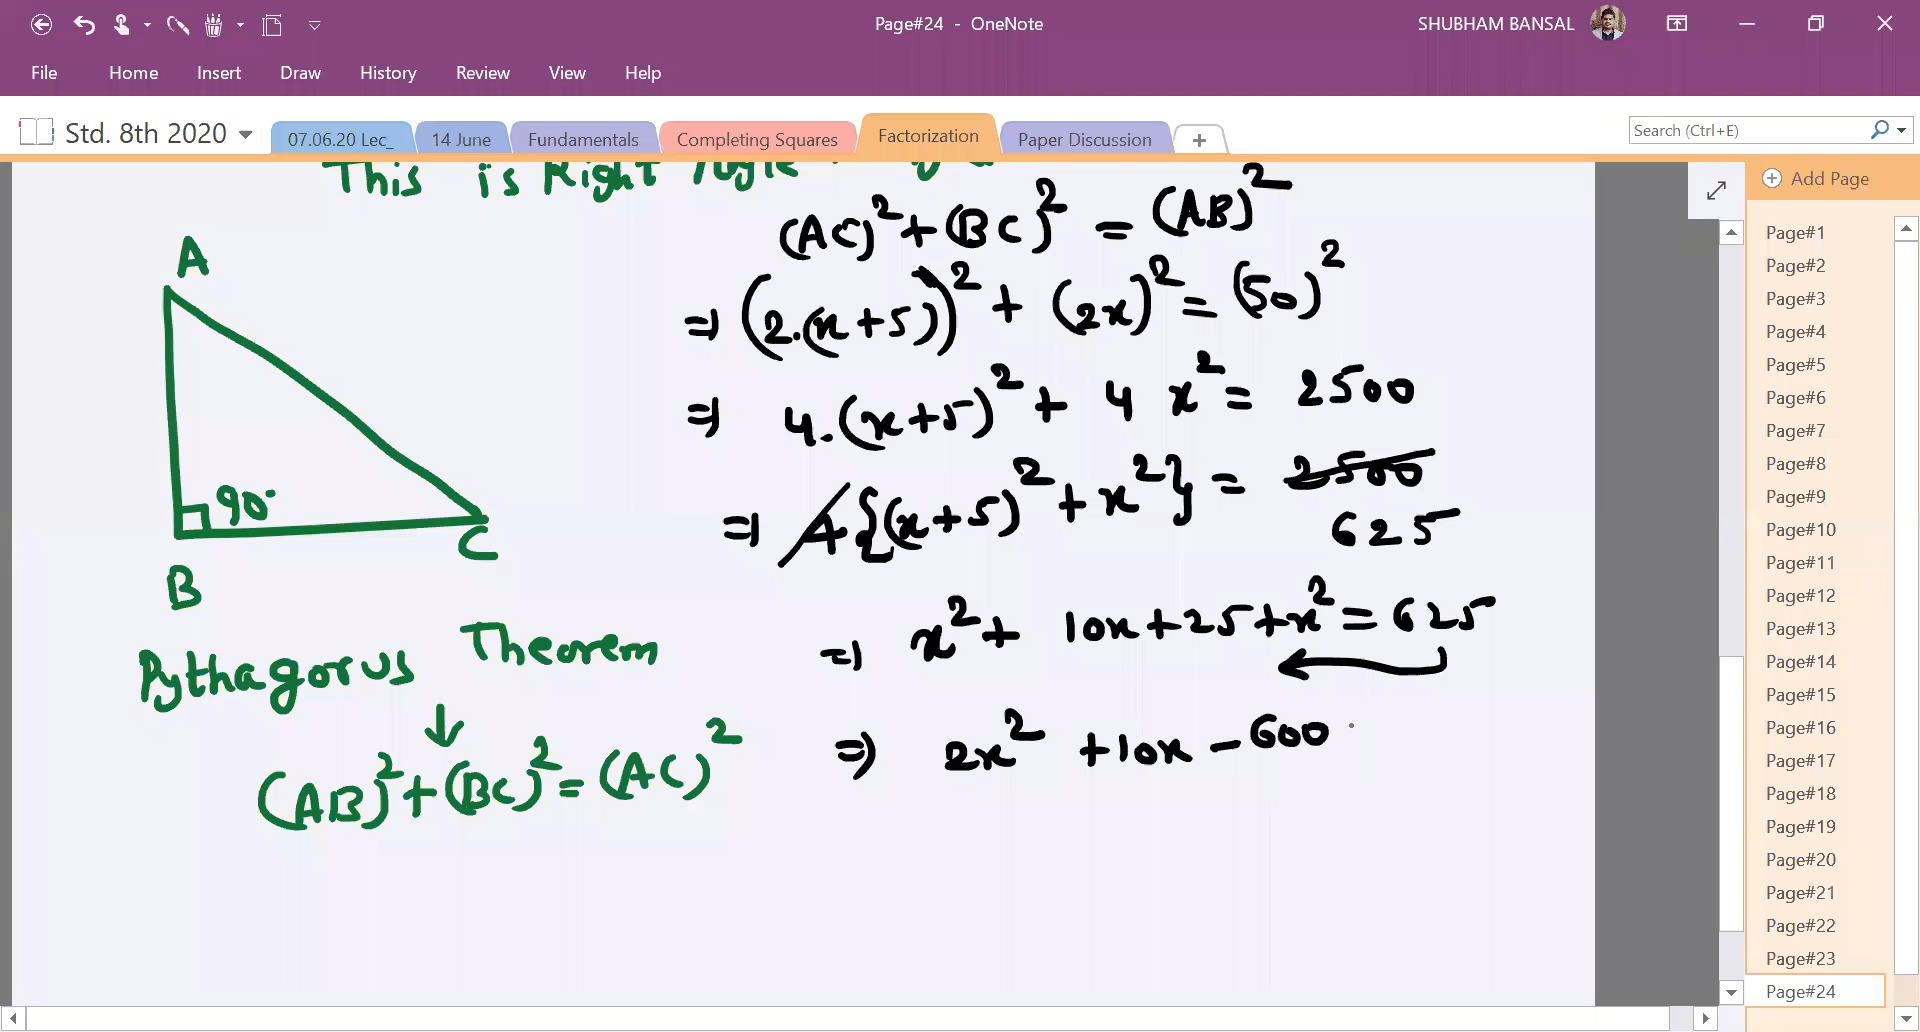 Page#24 - OneNote
SHUBHAM BANSAL
File Home Insert Draw History Review View Help
Std. 8th 2020
07.06.20 Lec_
14 June
Fundamentals
Completing Squares
Factorization
Paper Discussion
+
Search (Ctrl+E)
This is Right Angle
A
90°
B
C
Pythagorus Theorem
↓
(AB)²+(BC)²=(AC)²
(AC)²+(BC)²=(AB)²
⇒ (2.(x+5))²+(2x)²=(50)²
⇒ 4.(x+5)²+4x²=2500
⇒ 4{(x+5)²+x²}=2500
625
⇒ x²+10x+25+x²=625
⇒ 2x²+10x-600
Add Page
Page#1
Page#2
Page#3
Page#4
Page#5
Page#6
Page#7
Page#8
Page#9
Page#10
Page#11
Page#12
Page#13
Page#14
Page#15
Page#16
Page#17
Page#18
Page#19
Page#20
Page#21
Page#22
Page#23
Page#24